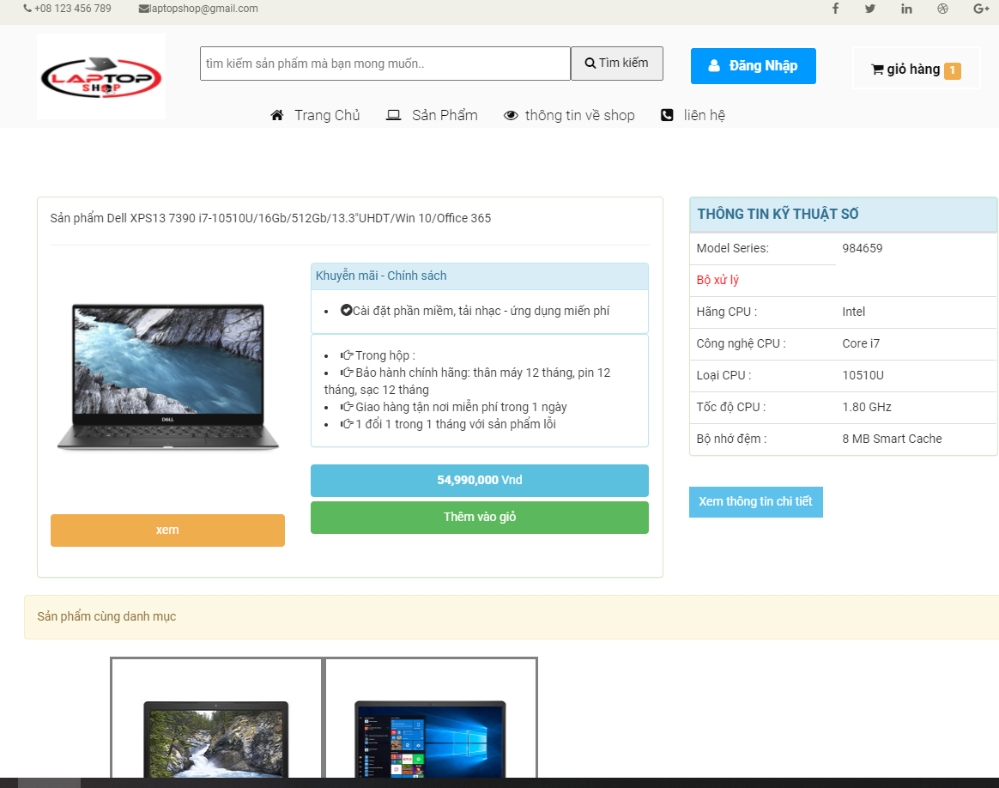 +08 123 456 789
laptopshop@gmail.com
LAPTOP
SHOP
tìm kiếm sản phẩm mà bạn mong muốn..
Tìm kiếm
Đăng Nhập
giỏ hàng 1
Trang Chủ
Sản Phẩm
thông tin về shop
liên hệ
Sản phẩm Dell XPS13 7390 i7-10510U/16Gb/512Gb/13.3"UHDT/Win 10/Office 365
DELL
xem
Khuyễn mãi - Chính sách
Cài đặt phần miềm, tải nhạc - ứng dụng miến phí
Trong hộp :
Bảo hành chính hãng: thân máy 12 tháng, pin 12
tháng, sạc 12 tháng
Giao hàng tận nơi miễn phí trong 1 ngày
1 đổi 1 trong 1 tháng với sản phẩm lỗi
54,990,000 Vnd
Thêm vào giỏ
THÔNG TIN KỸ THUẬT SỐ
Model Series: 984659
Bộ xử lý
Hãng CPU : Intel
Công nghệ CPU : Core i7
Loại CPU : 10510U
Tốc độ CPU : 1.80 GHz
Bộ nhớ đệm : 8 MB Smart Cache
Xem thông tin chi tiết
Sản phẩm cùng danh mục